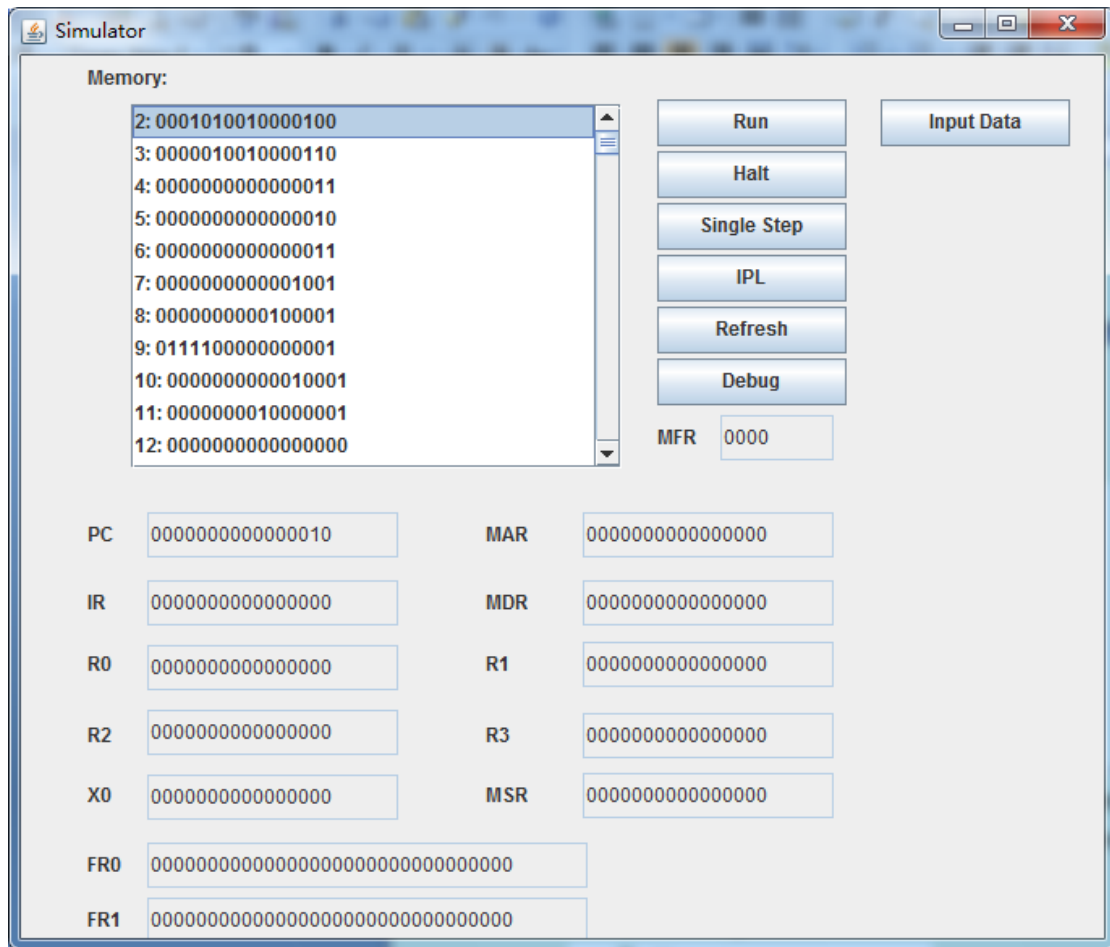 Simulator
Memory:
2: 0001010010000100
3: 0000010010000110
4: 0000000000000011
5: 0000000000000010
6: 0000000000000011
7: 0000000000001001
8: 0000000000100001
9: 0111100000000001
10: 0000000000010001
11: 0000000010000001
12: 0000000000000000
Run
Input Data
Halt
Single Step
IPL
Refresh
Debug
MFR 0000
PC 0000000000000010 MAR 0000000000000000
IR 0000000000000000 MDR 0000000000000000
R0 0000000000000000 R1 0000000000000000
R2 0000000000000000 R3 0000000000000000
X0 0000000000000000 MSR 0000000000000000
FR0 00000000000000000000000000000000
FR1 00000000000000000000000000000000